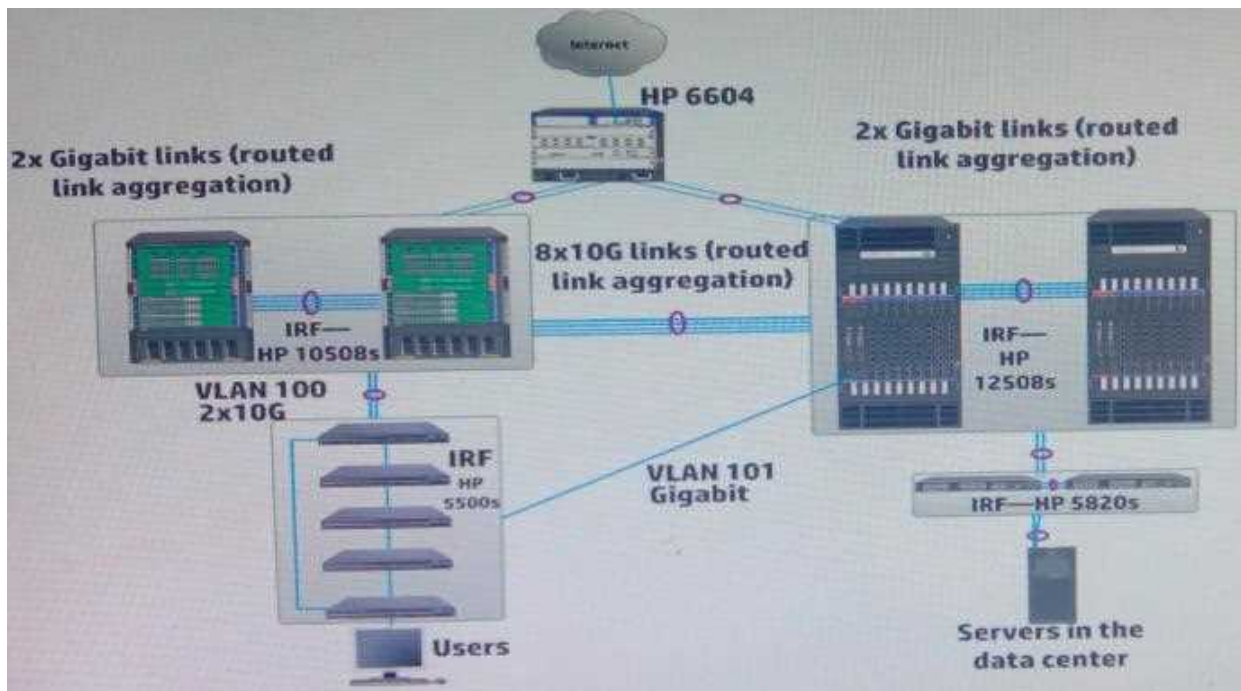 Internet
HP 6604
2x Gigabit links (routed
link aggregation)
2x Gigabit links (routed
link aggregation)
8x10G links (routed
link aggregation)
IRF—
HP 10508s
IRF—
HP
12508s
VLAN 100
2x10G
IRF
HP
5500s
VLAN 101
Gigabit
IRF—HP 5820s
Users
Servers in the
data center